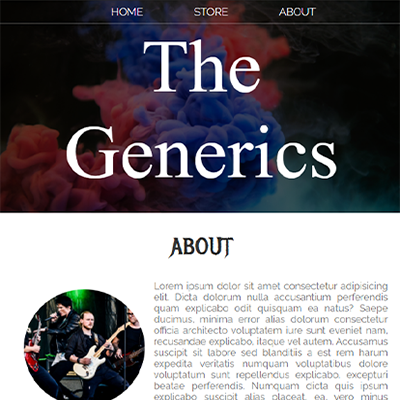 HOME STORE ABOUT
The
Generics
ABOUT
Lorem ipsum dolor sit amet consectetur adipisicing
elit. Dicta dolorum nulla accusantium perferendis
quam explicabo odit quisquam ea natus? Saepe
ducimus, minima error alias dolorum consectetur
officia architecto voluptatem iure sunt eveniet nam,
recusandae explicabo, itaque vel autem. Accusamus
suscipit sit labore sed blanditiis a est rem harum
expedita veritatis numquam voluptatibus dolore
voluptatum sunt repellendus explicabo, excepturi
beatae perferendis. Numquam dicta quis ipsum
explicabo suscipit alias placeat, ea, vero minus